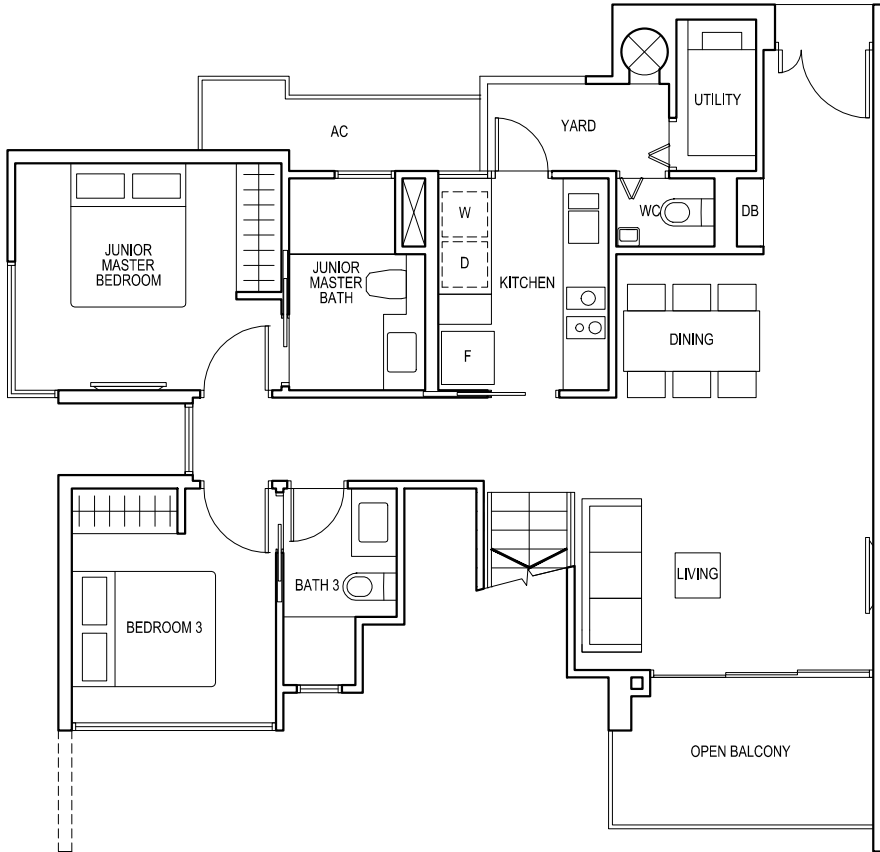 UTILITY
YARD
AC
WC
DB
W
JUNIOR
MASTER
BEDROOM
JUNIOR
MASTER
BATH
D
KITCHEN
DINING
F
LIVING
BATH 3
BEDROOM 3
OPEN BALCONY